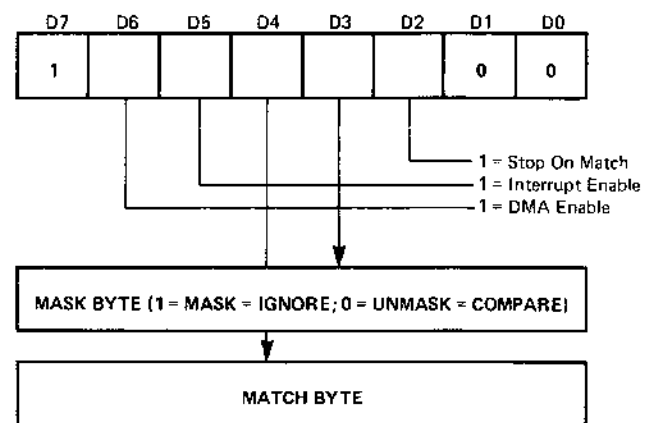 D7 D6 D5 D4 D3 D2 D1 D0
1 0 0
1 = Stop On Match
1 = Interrupt Enable
1 = DMA Enable
MASK BYTE (1 = MASK = IGNORE; 0 = UNMASK = COMPARE)
MATCH BYTE